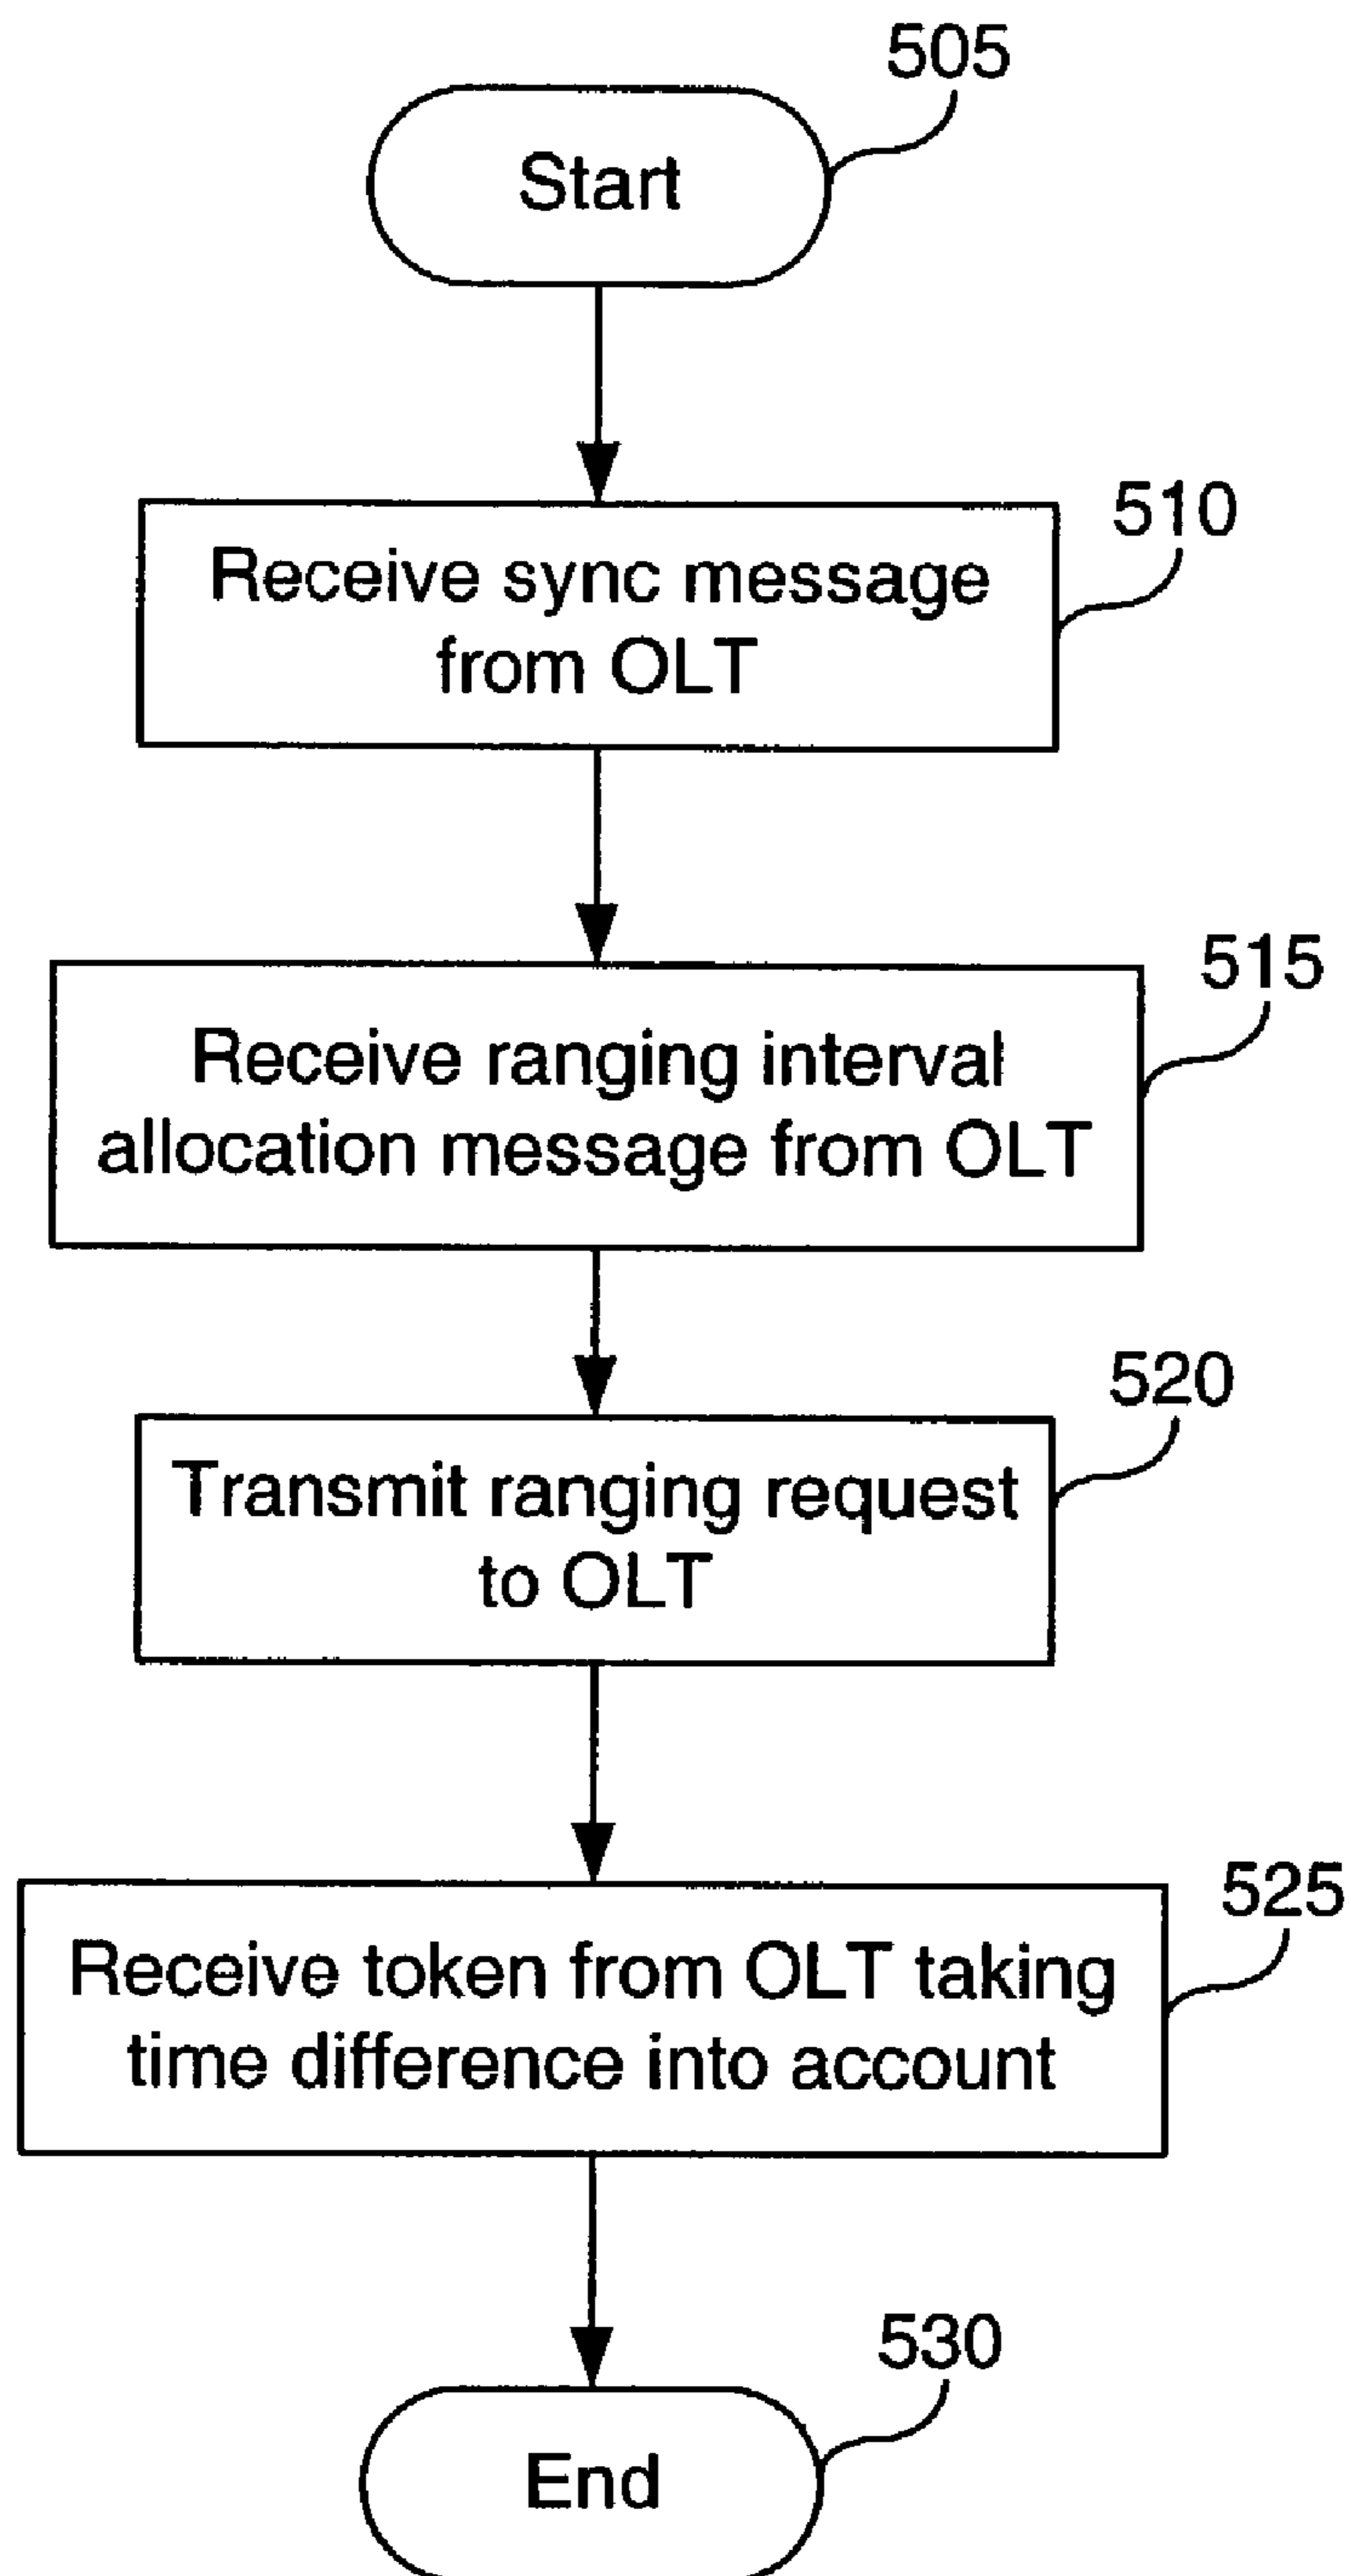 505
Start
510
Receive sync message
from OLT
515
Receive ranging interval
allocation message from OLT
520
Transmit ranging request
to OLT
525
Receive token from OLT taking
time difference into account
530
End